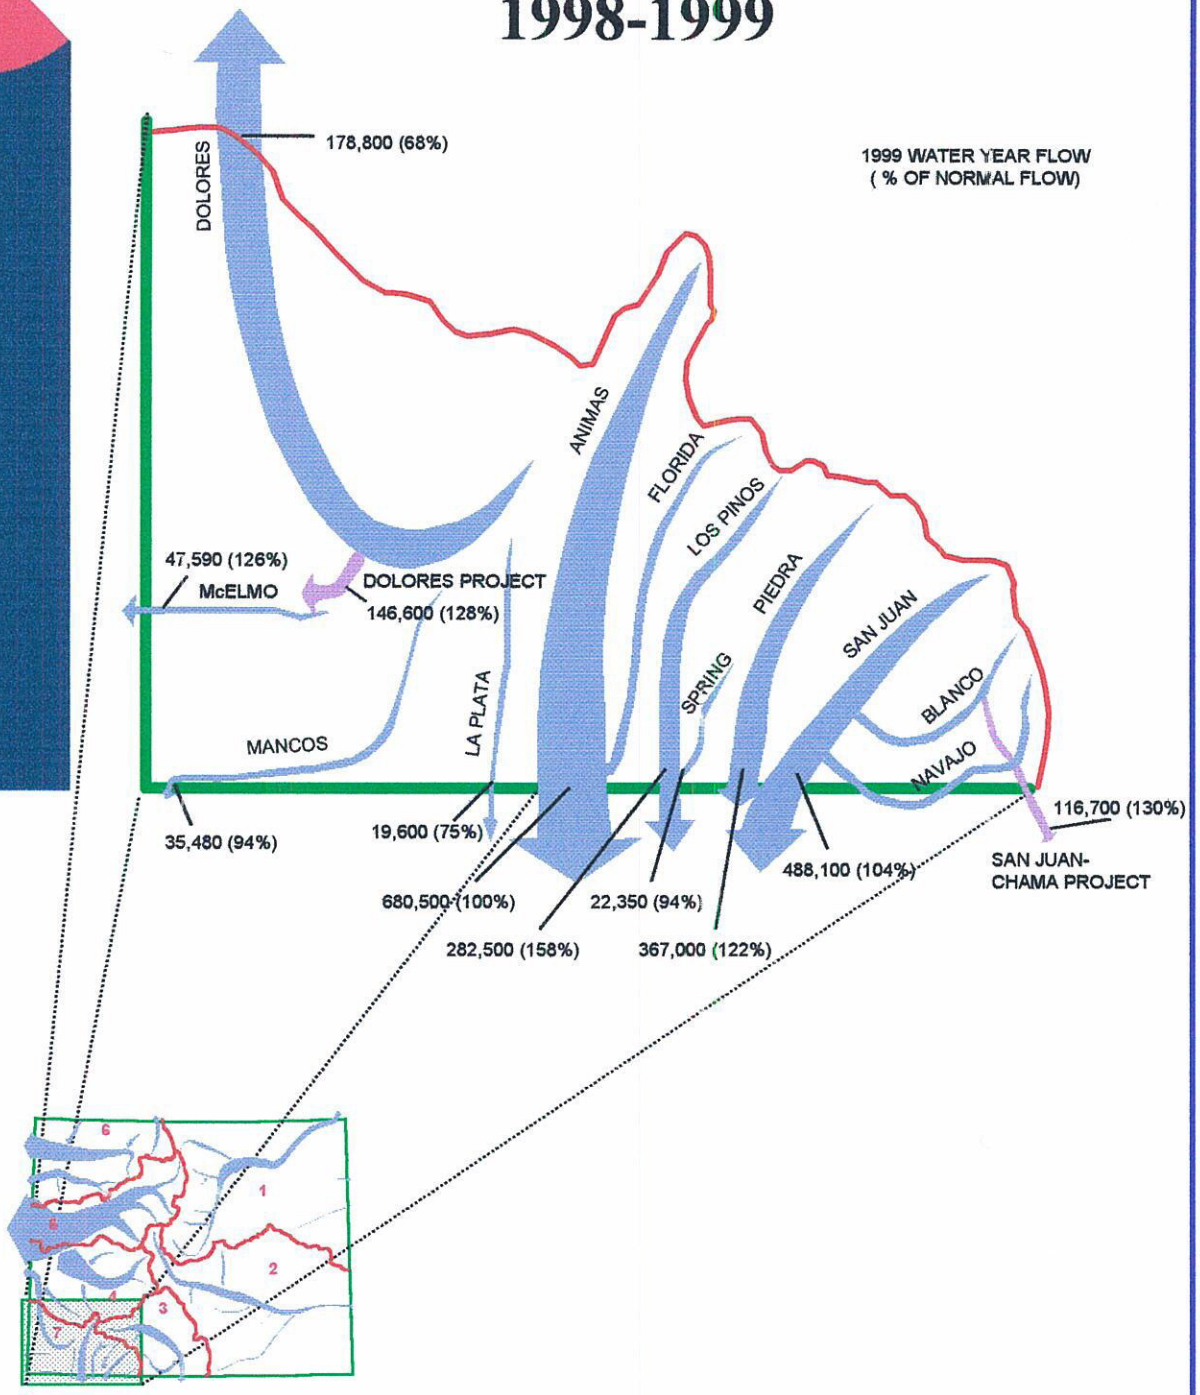 1998-1999
1999 WATER YEAR FLOW
( % OF NORMAL FLOW)
178,800 (68%)
DOLORES
ANIMAS
FLORIDA
LOS PINOS
PIEDRA
SAN JUAN
SPRING
BLANCO
NAVAJO
47,590 (126%)
McELMO
DOLORES PROJECT
146,600 (128%)
LA PLATA
MANCOS
35,480 (94%)
19,600 (75%)
680,500 (100%)
282,500 (158%)
22,350 (94%)
367,000 (122%)
488,100 (104%)
116,700 (130%)
SAN JUAN-
CHAMA PROJECT
6
1
6
2
4
3
7